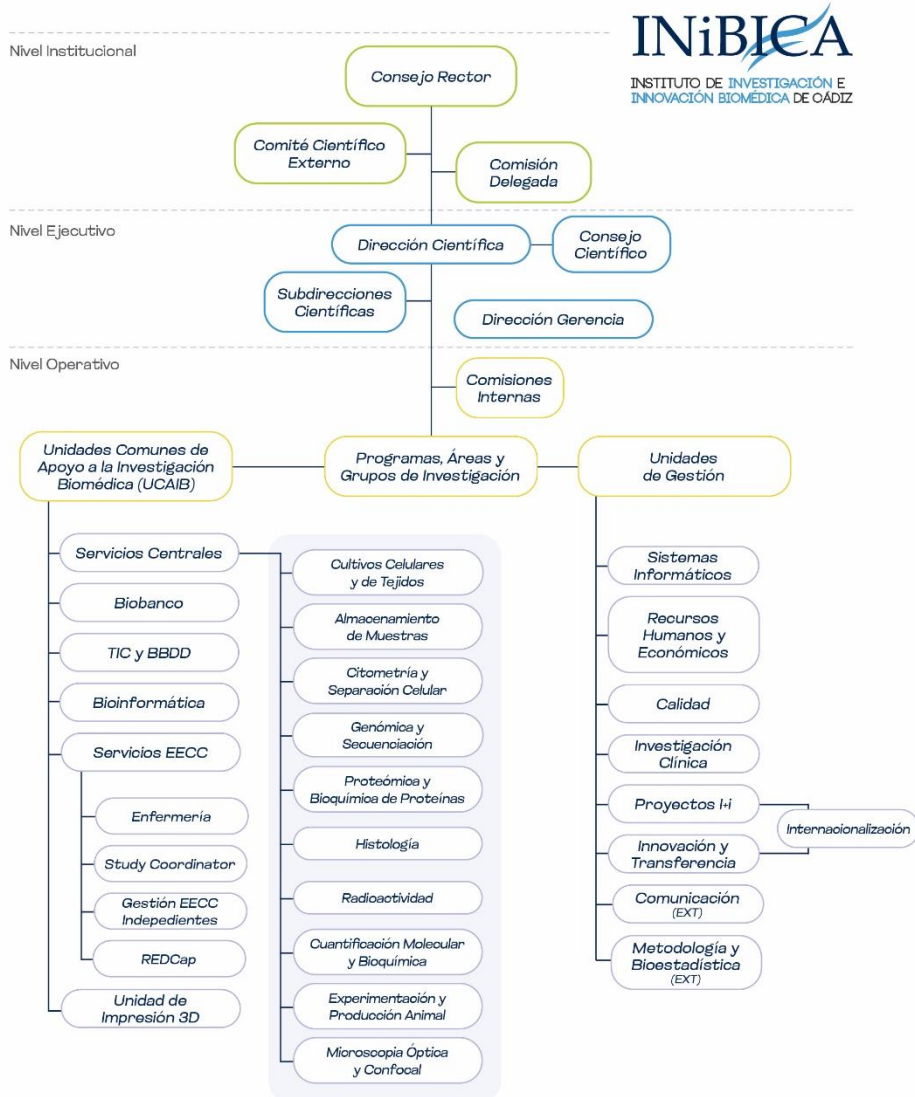 INiBICA
INSTITUTO DE INVESTIGACIÓN E
INNOVACIÓN BIOMÉDICA DE CÁDIZ
Nivel Institucional
Consejo Rector
Comité Científico
Externo
Comisión
Delegada
Nivel Ejecutivo
Dirección Científica
Consejo
Científico
Subdirecciones
Científicas
Dirección Gerencia
Nivel Operativo
Comisiones
Internas
Unidades Comunes de
Apoyo a la Investigación
Biomédica (UCAIB)
Programas, Áreas y
Grupos de Investigación
Unidades
de Gestión
Servicios Centrales
Biobanco
TIC y BBDD
Bioinformática
Servicios EECC
Enfermería
Study Coordinator
Gestión EECC
Indepedientes
REDCap
Unidad de
Impresión 3D
Cultivos Celulares
y de Tejidos
Almacenamiento
de Muestras
Citometría y
Separación Celular
Genómica y
Secuenciación
Proteómica y
Bioquímica de Proteínas
Histología
Radioactividad
Cuantificación Molecular
y Bioquímica
Experimentación y
Producción Animal
Microscopia Óptica
y Confocal
Sistemas
Informáticos
Recursos
Humanos y
Económicos
Calidad
Investigación
Clínica
Proyectos I+i
Innovación y
Transferencia
Internacionalización
Comunicación
(EXT)
Metodología y
Bioestadística
(EXT)